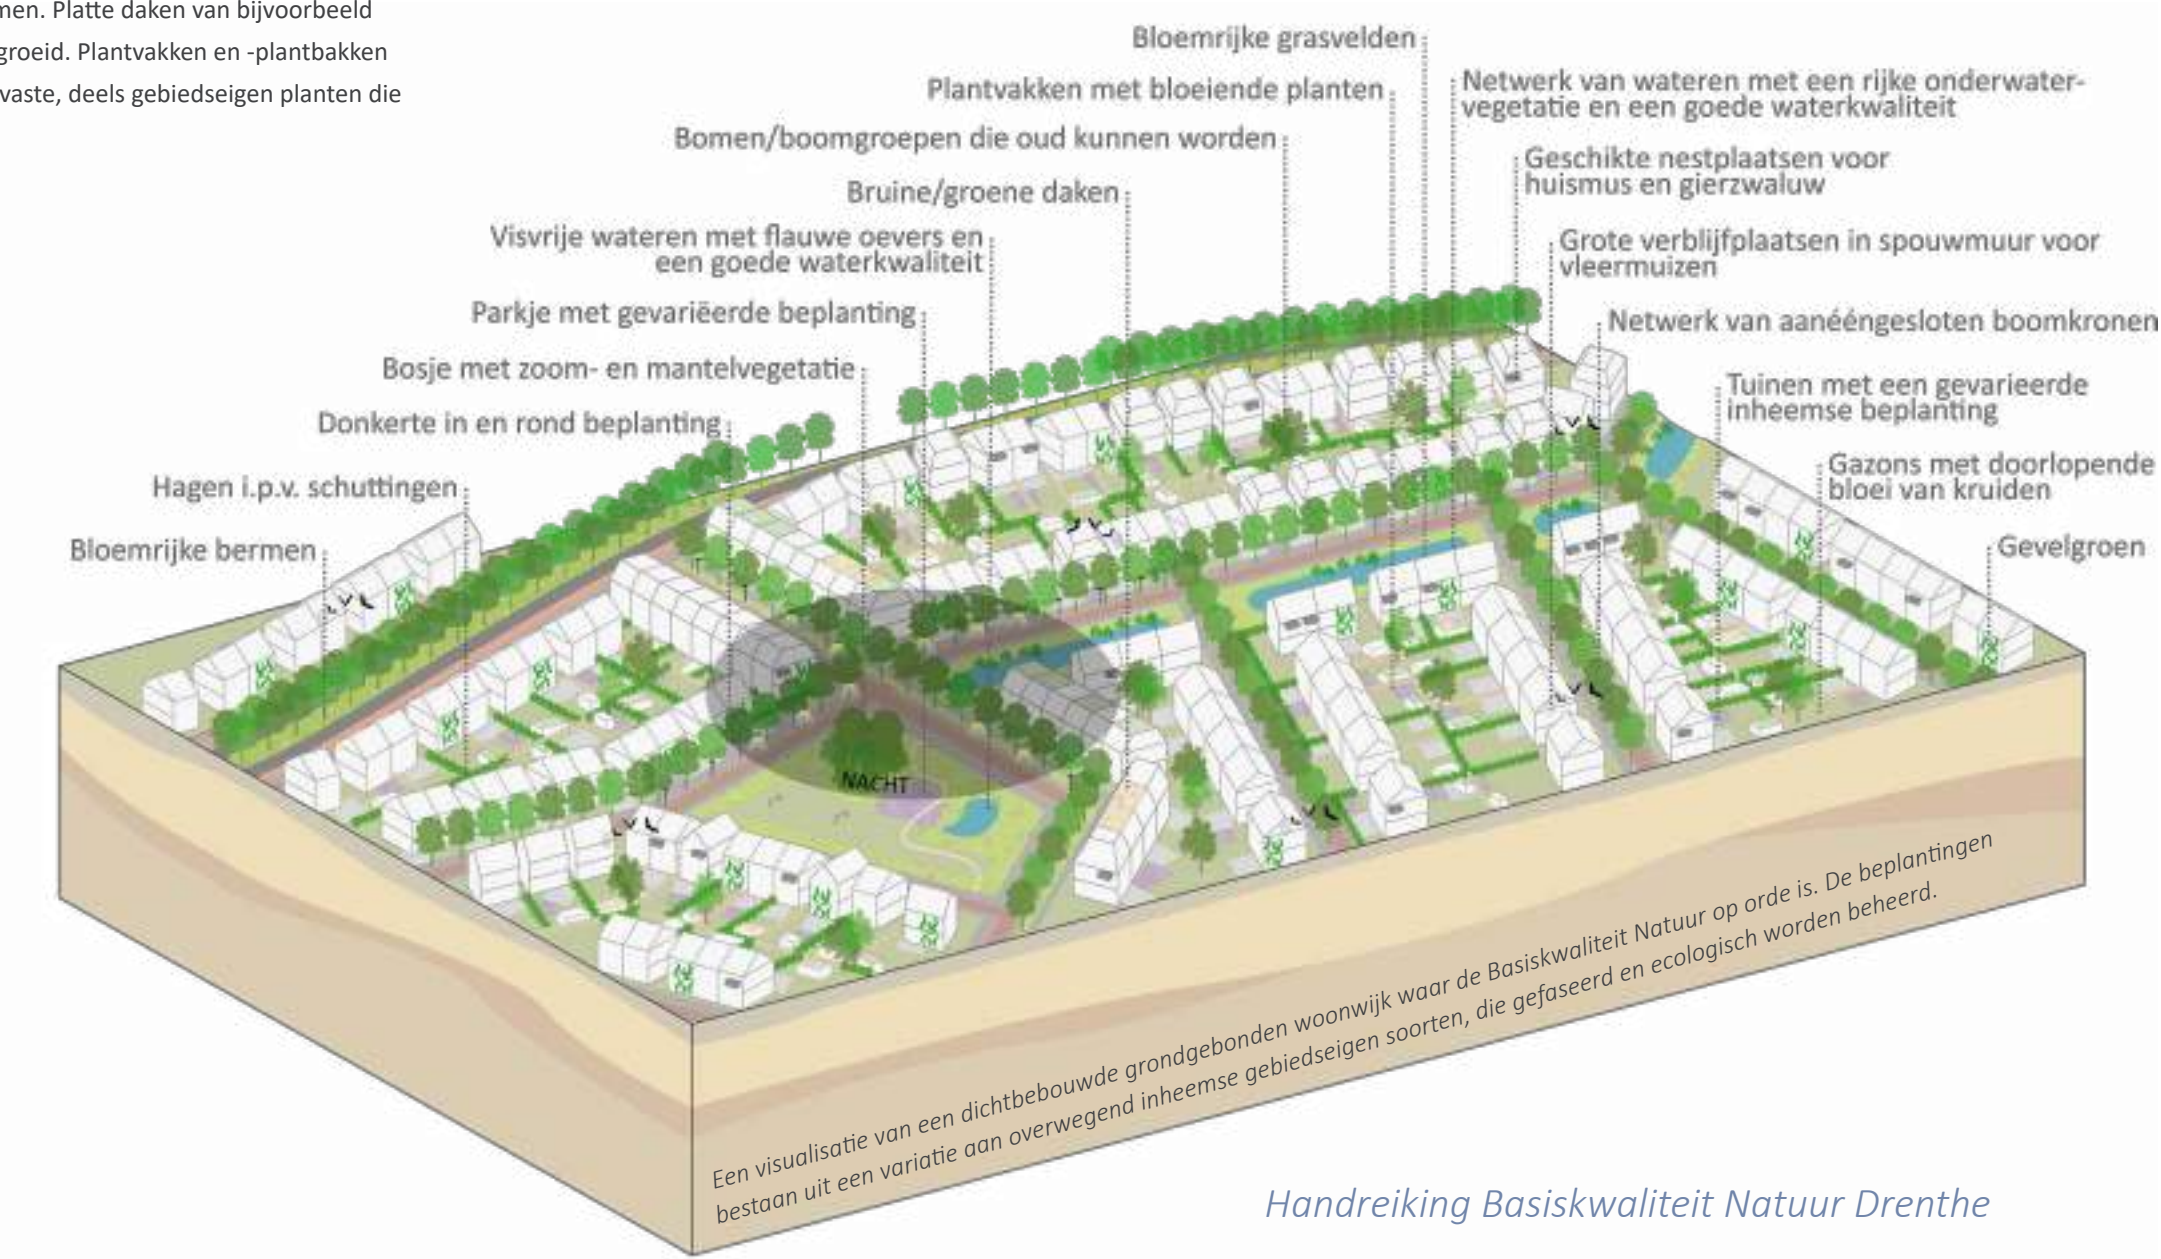 men. Platte daken van bijvoorbeeld
groeid. Plantvakken en -plantbakken
vaste, deels gebiedseigen planten die
Bloemrijke grasvelden
Plantvakken met bloeiende planten
Bomen/boomgroepen die oud kunnen worden
Bruine/groene daken
Visvrije wateren met flauwe oevers en
een goede waterkwaliteit
Parkje met gevariëerde beplanting
Bosje met zoom- en mantelvegetatie
Donkerte in en rond beplanting
Hagen i.p.v. schuttingen
Bloemrijke bermen
Netwerk van wateren met een rijke onderwater-
vegetatie en een goede waterkwaliteit
Geschikte nestplaatsen voor
huismus en gierzwaluw
Grote verblijfplaatsen in spouwmuur voor
vleermuizen
Netwerk van aanééngesloten boomkronen
Tuinen met een gevarieerde
inheemse beplanting
Gazons met doorlopende
bloei van kruiden
Gevelgroen
NACHT
Een visualisatie van een dichtbebouwde grondgebonden woonwijk waar de Basiskwaliteit Natuur op orde is. De beplantingen
bestaan uit een variatie aan overwegend inheemse gebiedseigen soorten, die gefaseerd en ecologisch worden beheerd.
Handreiking Basiskwaliteit Natuur Drenthe